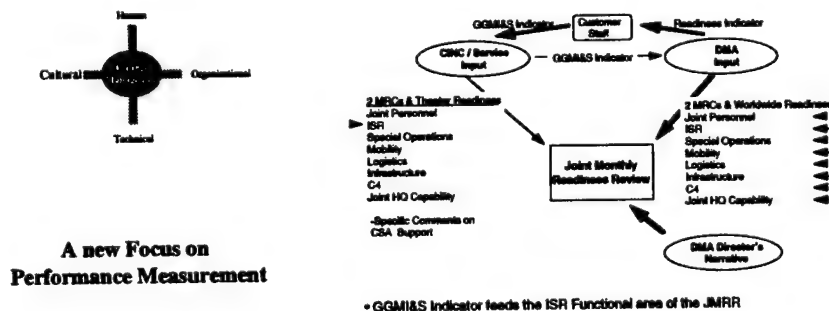 Human
Cultural
Organizational
Technical
A new Focus on
Performance Measurement
GGMI&S Indicator
Customer
Staff
Readiness Indicator
CINC / Service
Input
GGMI&S Indicator
DMA
Input
2 MRCs & Theater Readiness
Joint Personnel
ISR
Special Operations
Mobility
Logistics
Infrastructure
C4
Joint HQ Capability
-Specific Comments on
CSA Support
Joint Monthly
Readiness Review
2 MRCs & Worldwide Readiness
Joint Personnel
ISR
Special Operations
Mobility
Logistics
Infrastructure
C4
Joint HQ Capability
DMA Director's
Narrative
• GGMI&S Indicator feeds the ISR Functional area of the JMRR